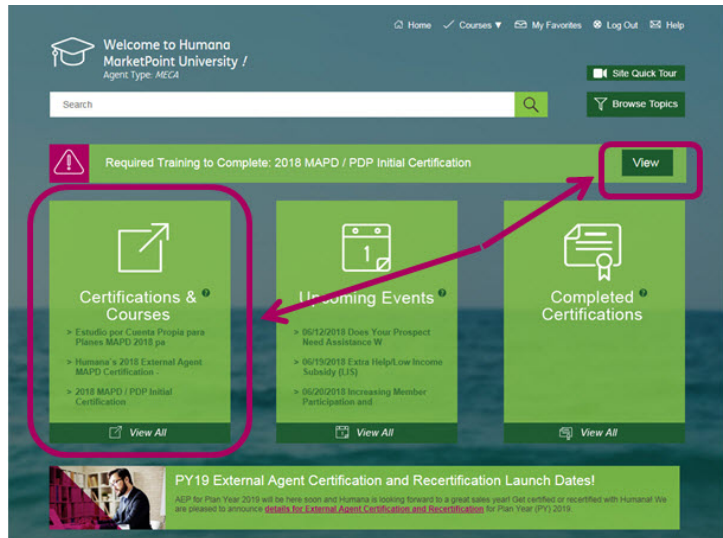 Home Courses ▼ My Favorites Log Out Help
Welcome to Humana
MarketPoint University !
Agent Type: MECA
Site Quick Tour
Search
Browse Topics
Required Training to Complete: 2018 MAPD / PDP Initial Certification
View
Certifications &
Courses
> Estudio por Cuenta Propia para
Planes MAPD 2018 pa
> Humana's 2018 External Agent
MAPD Certification -
> 2018 MAPD / PDP Initial
Certification
View All
1
Upcoming Events
> 06/12/2018 Does Your Prospect
Need Assistance W
> 06/19/2018 Extra Help/Low Income
Subsidy (LIS)
> 06/20/2018 Increasing Member
Participation and
View All
Completed
Certifications
View All
PY19 External Agent Certification and Recertification Launch Dates!
AEP for Plan Year 2019 will be here soon and Humana is looking forward to a great sales year! Get certified or recertified with Humana! We
are pleased to announce details for External Agent Certification and Recertification for Plan Year (PY) 2019.